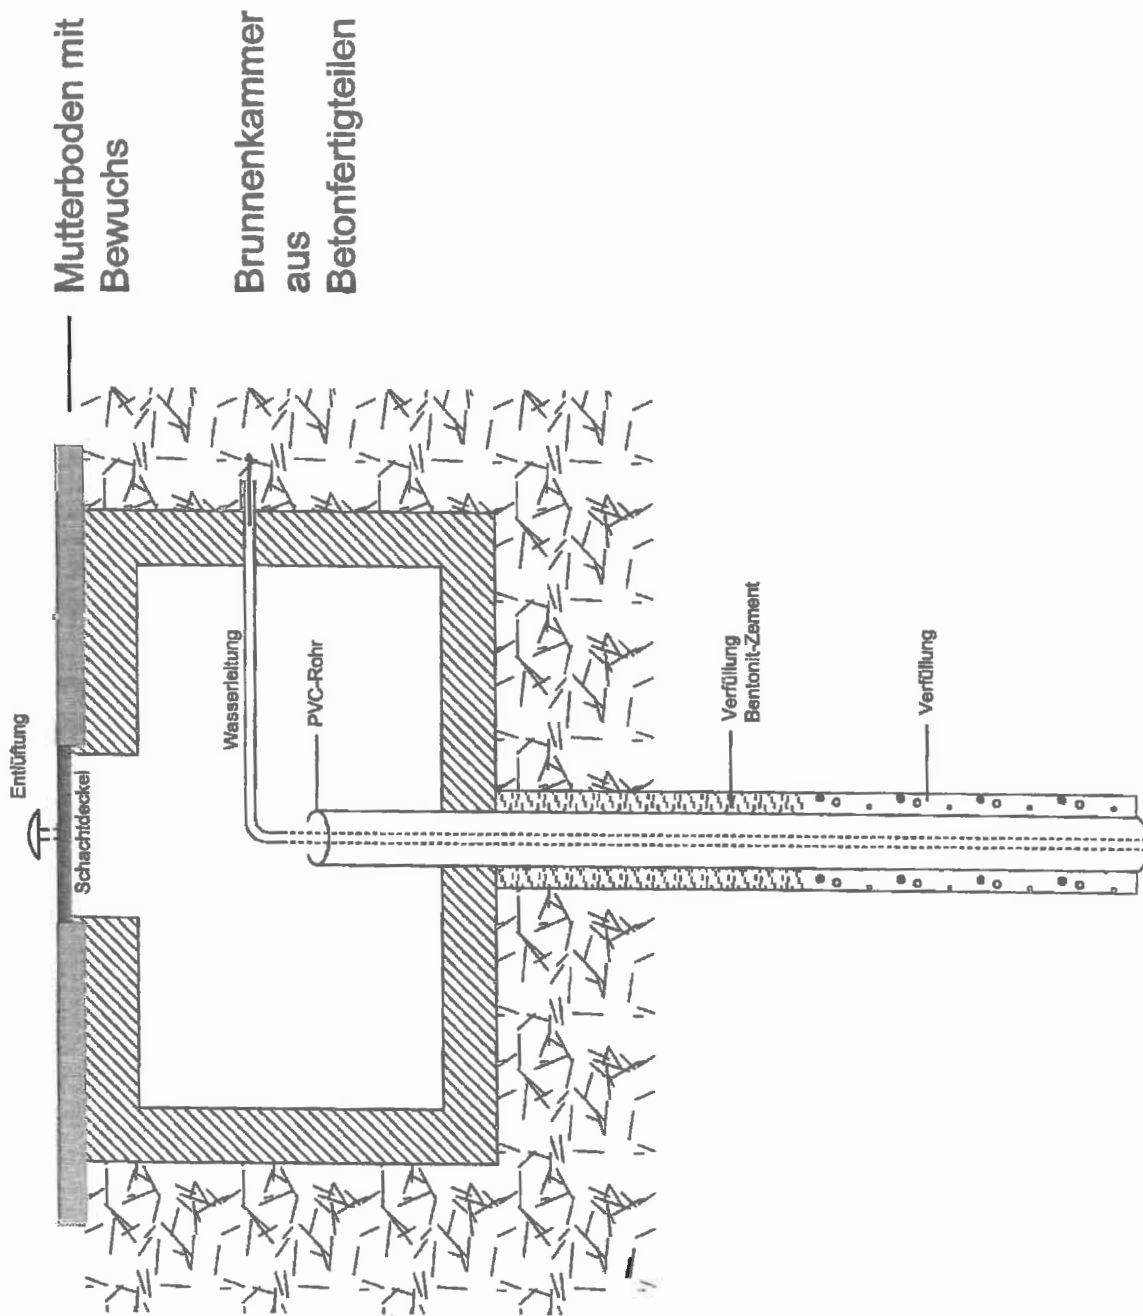 Mutterboden mit
Bewuchs
Brunnenkammer
aus
Betonfertigteilen
Entlüftung
Schachtdeckel
Wasserleitung
PVC-Rohr
Verfüllung
Bentonit-Zement
Verfüllung